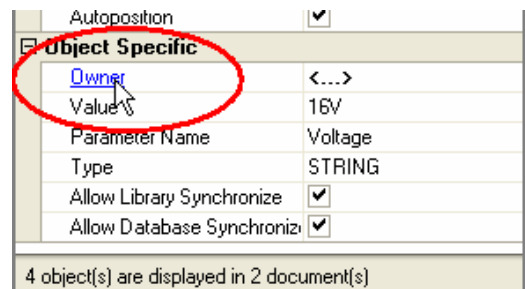 Autoposition
Object Specific
Owner <...>
Value 16V
Parameter Name Voltage
Type STRING
Allow Library Synchronize
Allow Database Synchroniz
4 object(s) are displayed in 2 document(s)